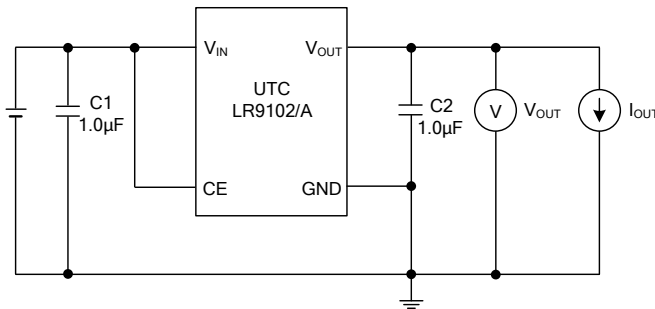 V_IN V_OUT
UTC
LR9102/A
C1
1.0µF
C2
1.0µF
V V_OUT I_OUT
CE GND